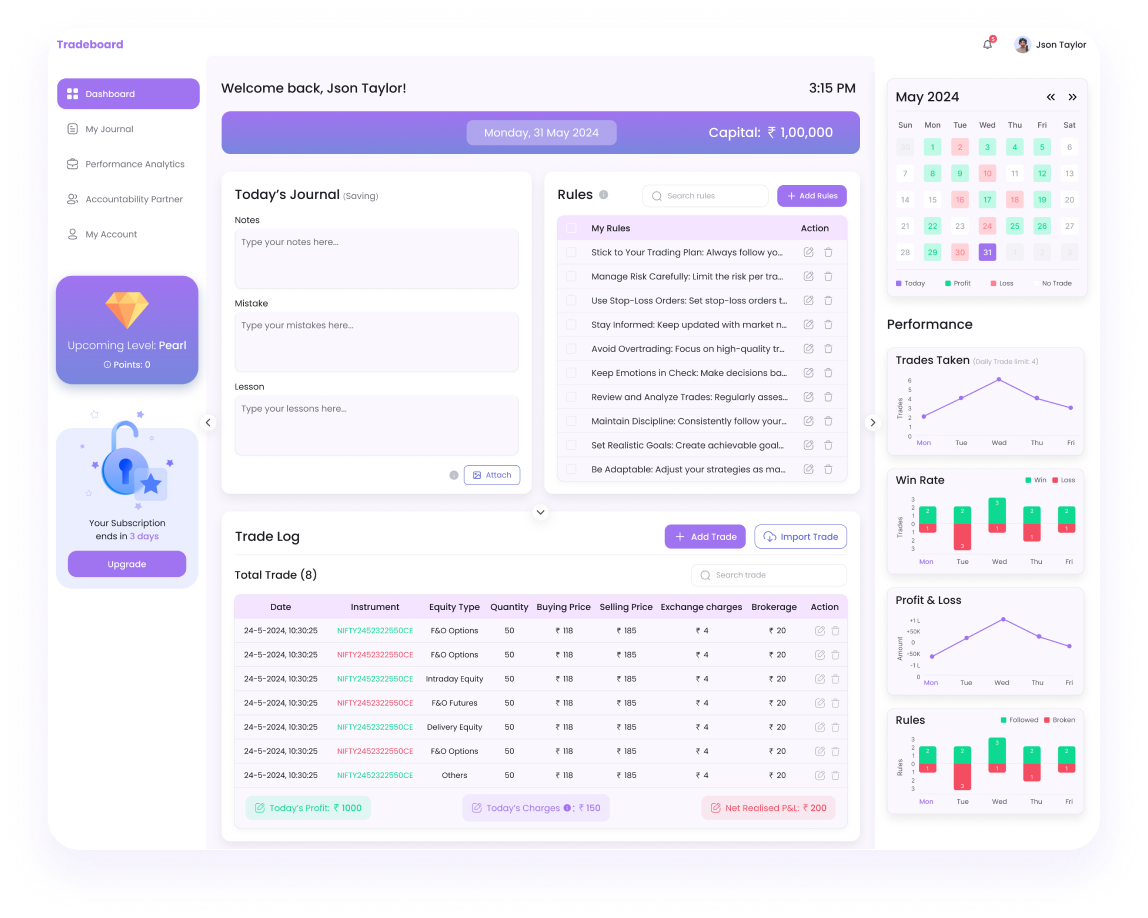 Tradeboard
3
Json Taylor
Dashboard
My Journal
Performance Analytics
Accountability Partner
My Account
Upcoming Level: Pearl
Points: 0
Your Subscription
ends in 3 days
Upgrade
Welcome back, Json Taylor!
3:15 PM
Monday, 31 May 2024
Capital: ₹ 1,00,000
Today’s Journal (Saving)
Notes
Type your notes here...
Mistake
Type your mistakes here...
Lesson
Type your lessons here...
Attach
Rules
Search rules
Add Rules
My Rules Action
Stick to Your Trading Plan: Always follow yo...
Manage Risk Carefully: Limit the risk per tra...
Use Stop-Loss Orders: Set stop-loss orders t...
Stay Informed: Keep updated with market n...
Avoid Overtrading: Focus on high-quality tr...
Keep Emotions in Check: Make decisions ba...
Review and Analyze Trades: Regularly asses...
Maintain Discipline: Consistently follow your...
Set Realistic Goals: Create achievable goal...
Be Adaptable: Adjust your strategies as ma...
Trade Log
Add Trade
Import Trade
Total Trade (8)
Search trade
Date Instrument Equity Type Quantity Buying Price Selling Price Exchange charges Brokerage Action
24-5-2024, 10:30:25 NIFTY2452322550CE F&O Options 50 ₹ 118 ₹ 185 ₹ 4 ₹ 20
24-5-2024, 10:30:25 NIFTY2452322550CE F&O Options 50 ₹ 118 ₹ 185 ₹ 4 ₹ 20
24-5-2024, 10:30:25 NIFTY2452322550CE Intraday Equity 50 ₹ 118 ₹ 185 ₹ 4 ₹ 20
24-5-2024, 10:30:25 NIFTY2452322550CE F&O Futures 50 ₹ 118 ₹ 185 ₹ 4 ₹ 20
24-5-2024, 10:30:25 NIFTY2452322550CE Delivery Equity 50 ₹ 118 ₹ 185 ₹ 4 ₹ 20
24-5-2024, 10:30:25 NIFTY2452322550CE F&O Options 50 ₹ 118 ₹ 185 ₹ 4 ₹ 20
24-5-2024, 10:30:25 NIFTY2452322550CE Others 50 ₹ 118 ₹ 185 ₹ 4 ₹ 20
Today’s Profit: ₹ 1000
Today’s Charges : ₹ 150
Net Realised P&L: ₹ 200
May 2024
Sun Mon Tue Wed Thu Fri Sat
30 1 2 3 4 5 6
7 8 9 10 11 12 13
14 15 16 17 18 19 20
21 22 23 24 25 26 27
28 29 30 31 1 2 3
Today Profit Loss No Trade
Performance
Trades Taken (Daily Trade limit: 4)
Trades
6
5
4
3
2
1
0
Mon Tue Wed Thu Fri
Win Rate
Win Loss
Trades
3
2
1
0
1
2
3
2 2 3 2 2
1 3 1 1 1
Mon Tue Wed Thu Fri
Profit & Loss
Amount
+1 L
+50K
0
-50K
-1 L
0
Mon Tue Wed Thu Fri
Rules
Followed Broken
Rules
3
2
1
0
1
2
3
2 2 3 2 2
1 3 1 1 1
Mon Tue Wed Thu Fri